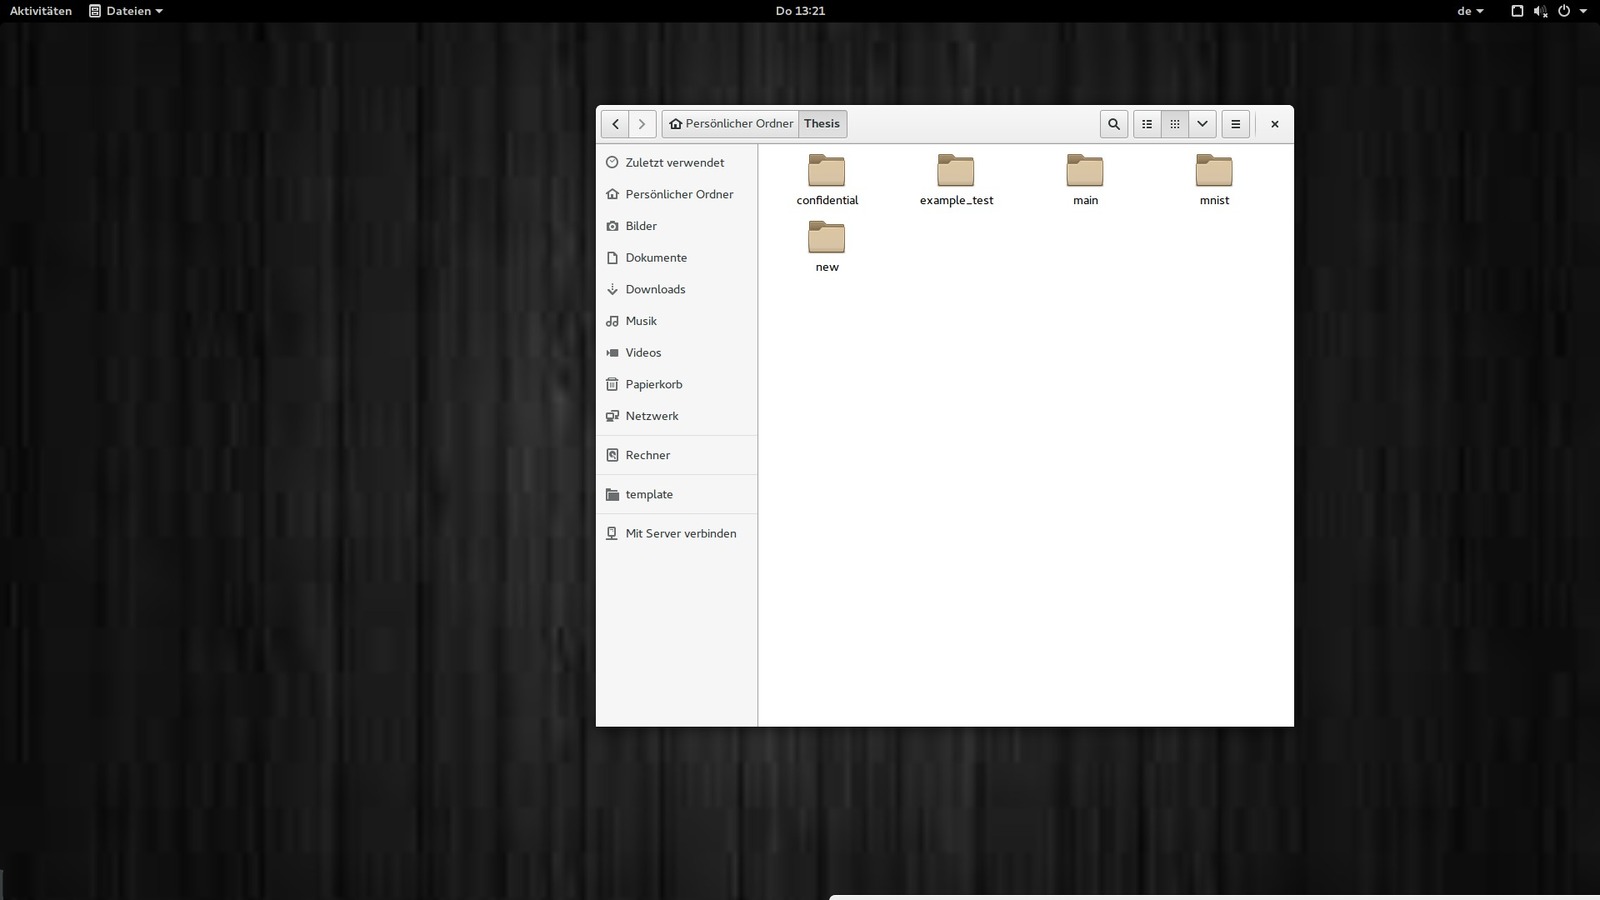 Aktivitäten
Dateien
Do 13:21
de
Persönlicher Ordner
Thesis
Zuletzt verwendet
Persönlicher Ordner
Bilder
Dokumente
Downloads
Musik
Videos
Papierkorb
Netzwerk
Rechner
template
Mit Server verbinden
confidential
example_test
main
mnist
new